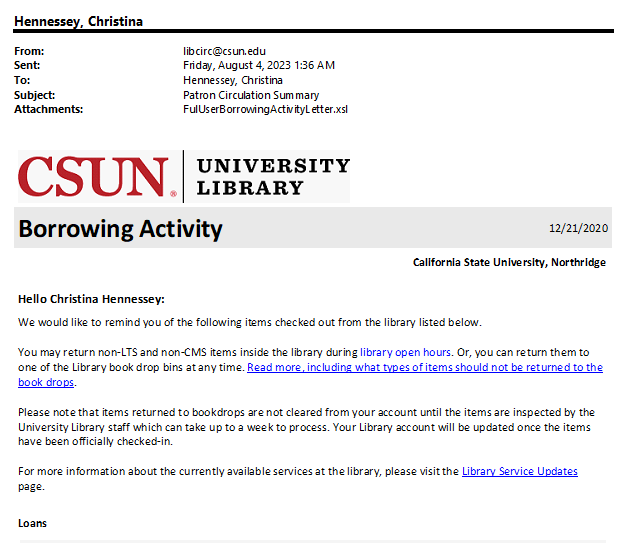 Hennessey, Christina
From: libcirc@csun.edu
Sent: Friday, August 4, 2023 1:36 AM
To: Hennessey, Christina
Subject: Patron Circulation Summary
Attachments: FulUserBorrowingActivityLetter.xsl
CSUN® UNIVERSITY
LIBRARY
Borrowing Activity 12/21/2020
California State University, Northridge
Hello Christina Hennessey:
We would like to remind you of the following items checked out from the library listed below.
You may return non-LTS and non-CMS items inside the library during library open hours. Or, you can return them to
one of the Library book drop bins at any time. Read more, including what types of items should not be returned to the
book drops.
Please note that items returned to bookdrops are not cleared from your account until the items are inspected by the
University Library staff which can take up to a week to process. Your Library account will be updated once the items
have been officially checked-in.
For more information about the currently available services at the library, please visit the Library Service Updates
page.
Loans